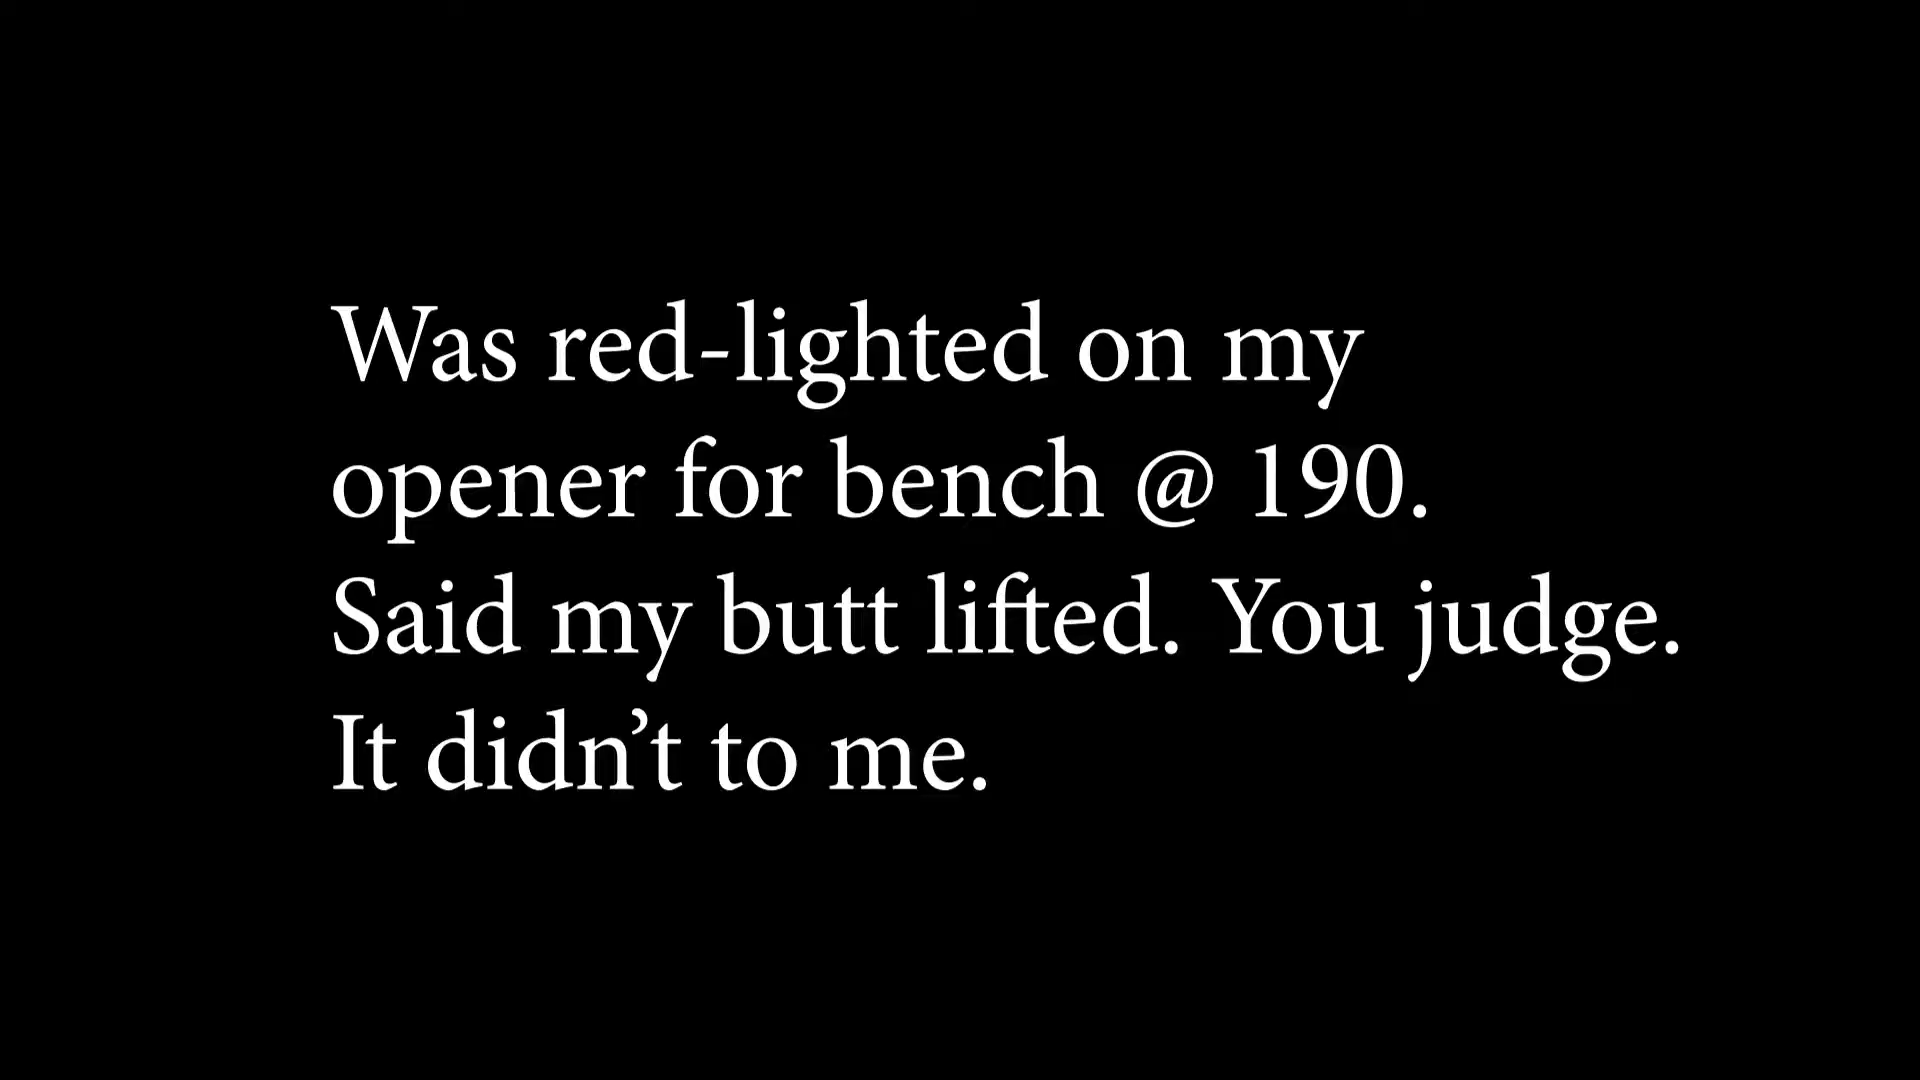 Was red-lighted on my
opener for bench @ 190.
Said my butt lifted. You judge.
It didn’t to me.